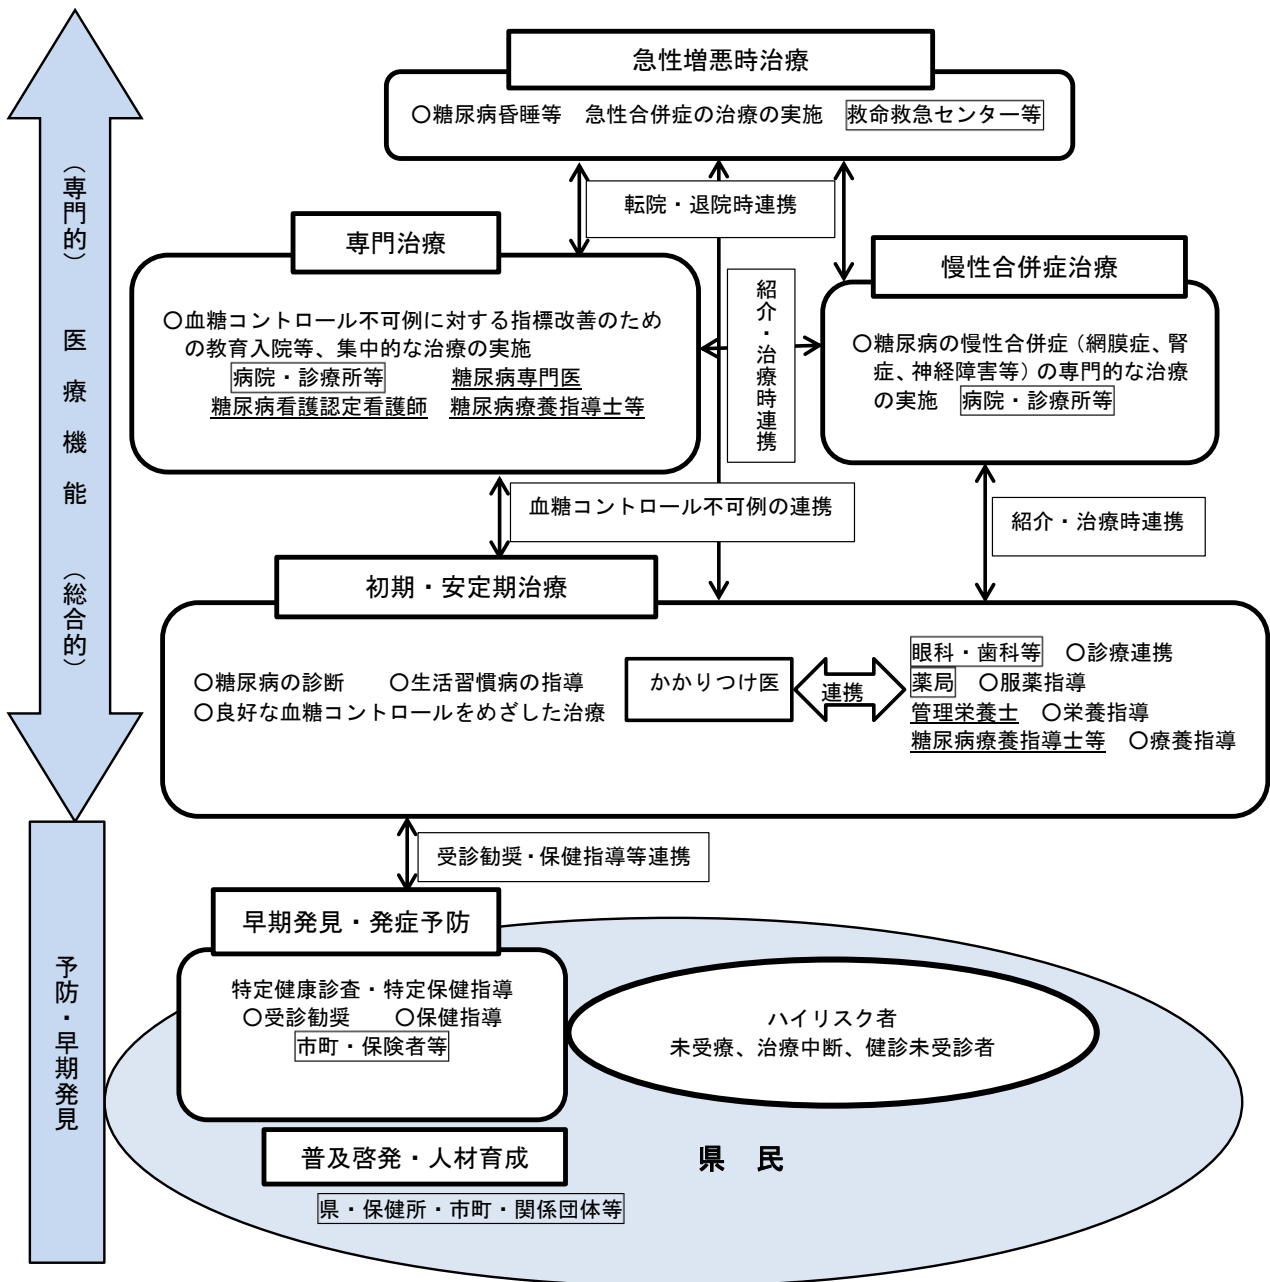 急性増悪時治療
○糖尿病昏睡等　急性合併症の治療の実施　救命救急センター等
転院・退院時連携
専門治療
○血糖コントロール不可例に対する指標改善のため
の教育入院等、集中的な治療の実施
病院・診療所等　糖尿病専門医
糖尿病看護認定看護師　糖尿病療養指導士等
紹介・治療時連携
慢性合併症治療
○糖尿病の慢性合併症（網膜症、腎
症、神経障害等）の専門的な治療
の実施　病院・診療所等
血糖コントロール不可例の連携
紹介・治療時連携
（専門的）　医療機能　（総合的）
初期・安定期治療
○糖尿病の診断　○生活習慣病の指導
○良好な血糖コントロールをめざした治療
かかりつけ医
連携
眼科・歯科等　○診療連携
薬局　○服薬指導
管理栄養士　○栄養指導
糖尿病療養指導士等　○療養指導
受診勧奨・保健指導等連携
予防・早期発見
早期発見・発症予防
特定健康診査・特定保健指導
○受診勧奨　○保健指導
市町・保険者等
ハイリスク者
未受療、治療中断、健診未受診者
普及啓発・人材育成
県・保健所・市町・関係団体等
県　民